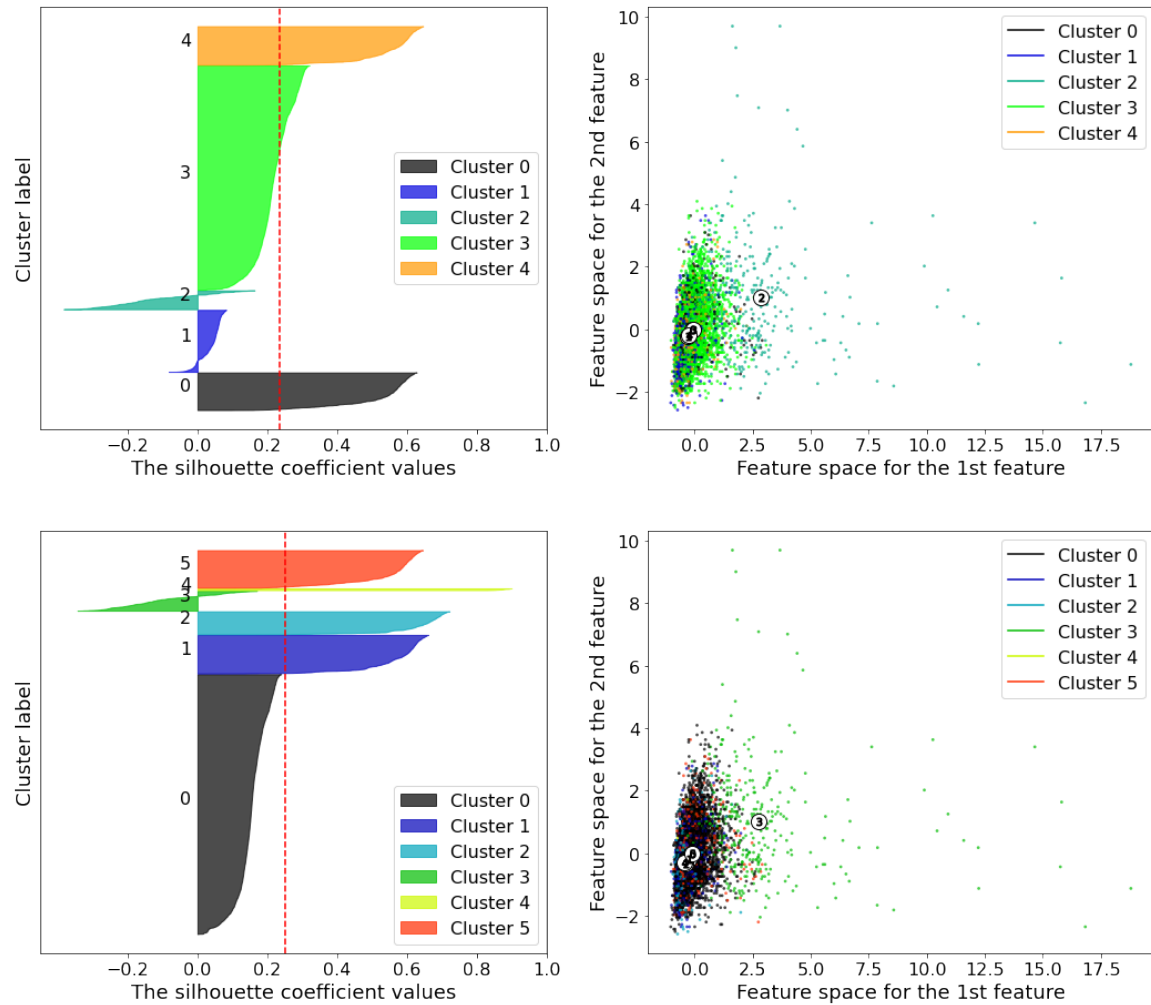 4
3
2
1
0
Cluster label
Cluster 0
Cluster 1
Cluster 2
Cluster 3
Cluster 4
−0.2 0.0 0.2 0.4 0.6 0.8 1.0
The silhouette coefficient values
10
8
6
4
2
0
−2
Feature space for the 2nd feature
Cluster 0
Cluster 1
Cluster 2
Cluster 3
Cluster 4
2
0.0 2.5 5.0 7.5 10.0 12.5 15.0 17.5
Feature space for the 1st feature
5
4
3
2
1
0
Cluster label
Cluster 0
Cluster 1
Cluster 2
Cluster 3
Cluster 4
Cluster 5
−0.2 0.0 0.2 0.4 0.6 0.8 1.0
The silhouette coefficient values
10
8
6
4
2
0
−2
Feature space for the 2nd feature
Cluster 0
Cluster 1
Cluster 2
Cluster 3
Cluster 4
Cluster 5
3
0.0 2.5 5.0 7.5 10.0 12.5 15.0 17.5
Feature space for the 1st feature